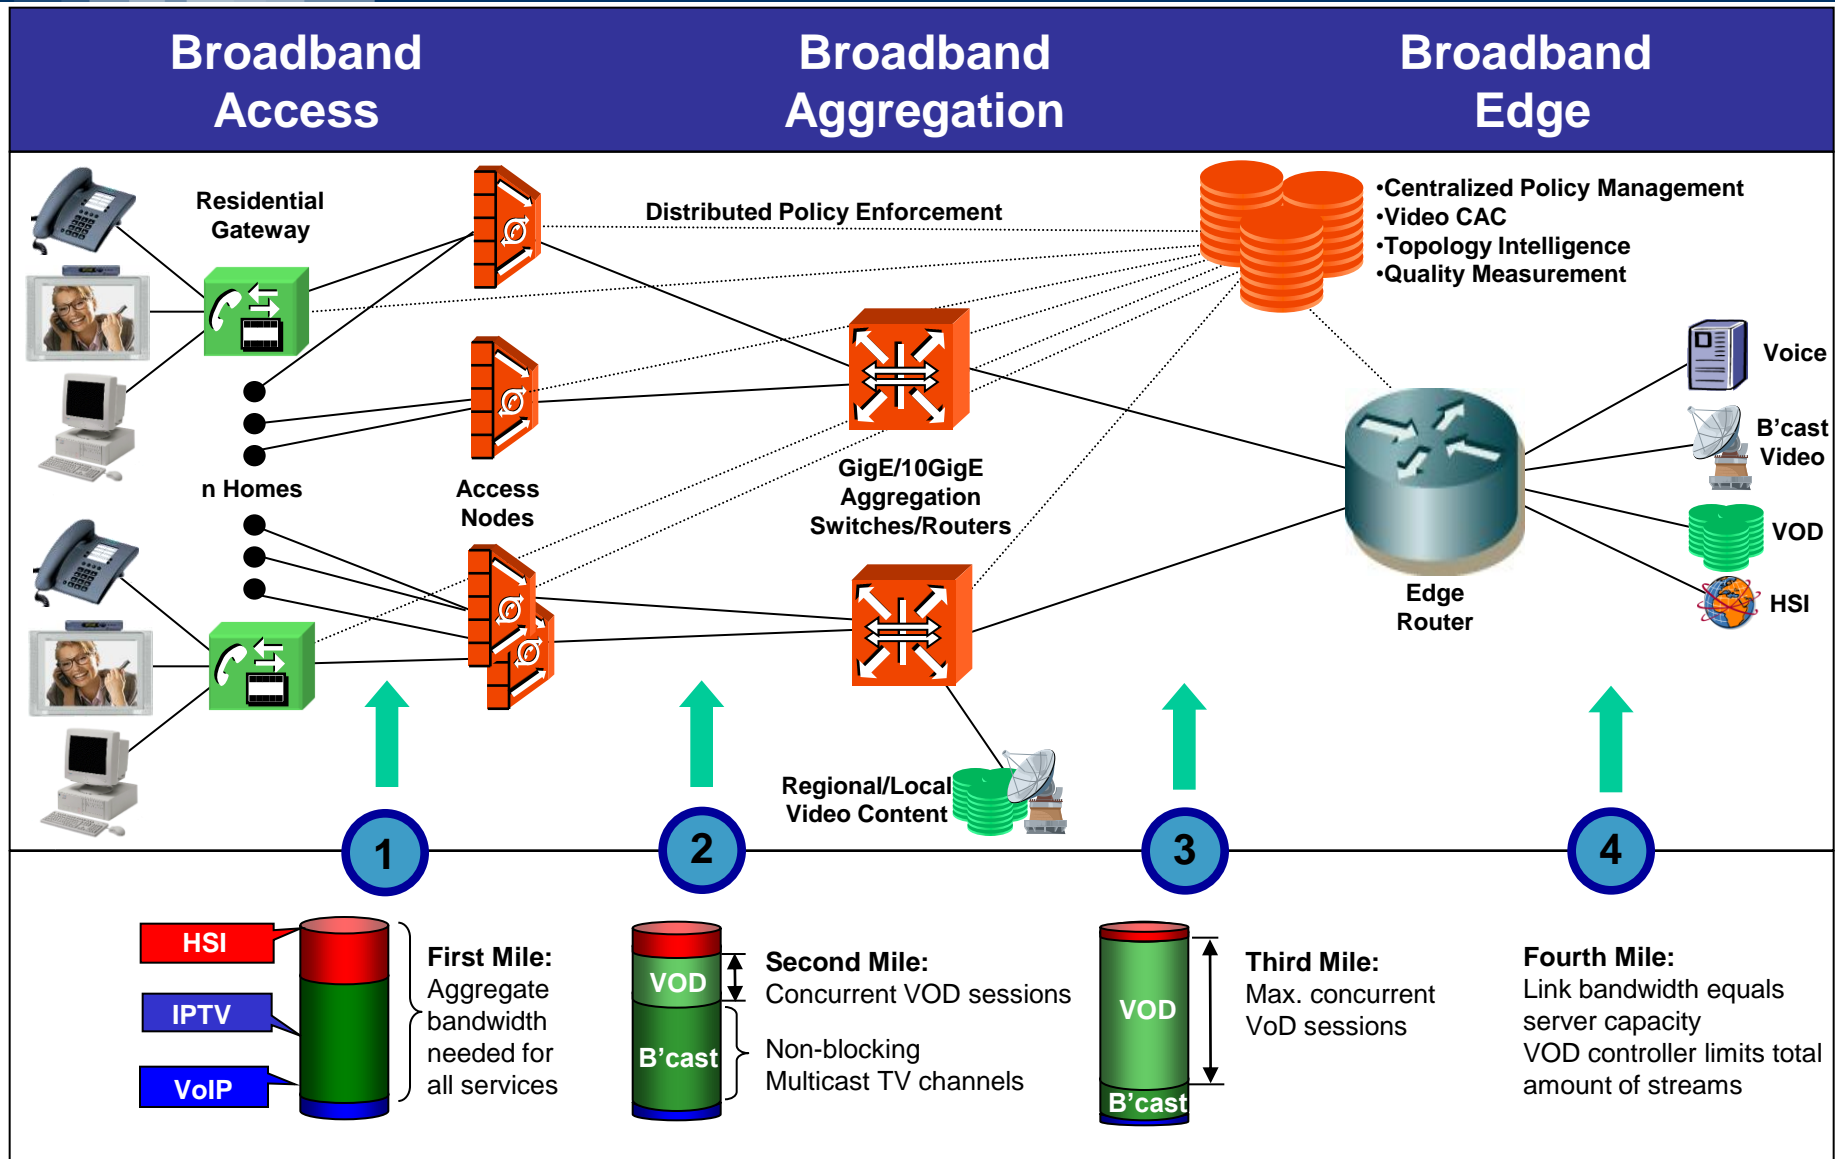 Broadband
Access
Broadband
Aggregation
Broadband
Edge
Residential
Gateway
Distributed Policy Enforcement
•Centralized Policy Management
•Video CAC
•Topology Intelligence
•Quality Measurement
Voice
B'cast
Video
VOD
HSI
n Homes
Access
Nodes
GigE/10GigE
Aggregation
Switches/Routers
Edge
Router
Regional/Local
Video Content
1
2
3
4
HSI
IPTV
VoIP
First Mile:
Aggregate
bandwidth
needed for
all services
VOD
B'cast
Second Mile:
Concurrent VOD sessions
Non-blocking
Multicast TV channels
VOD
B'cast
Third Mile:
Max. concurrent
VoD sessions
Fourth Mile:
Link bandwidth equals
server capacity
VOD controller limits total
amount of streams